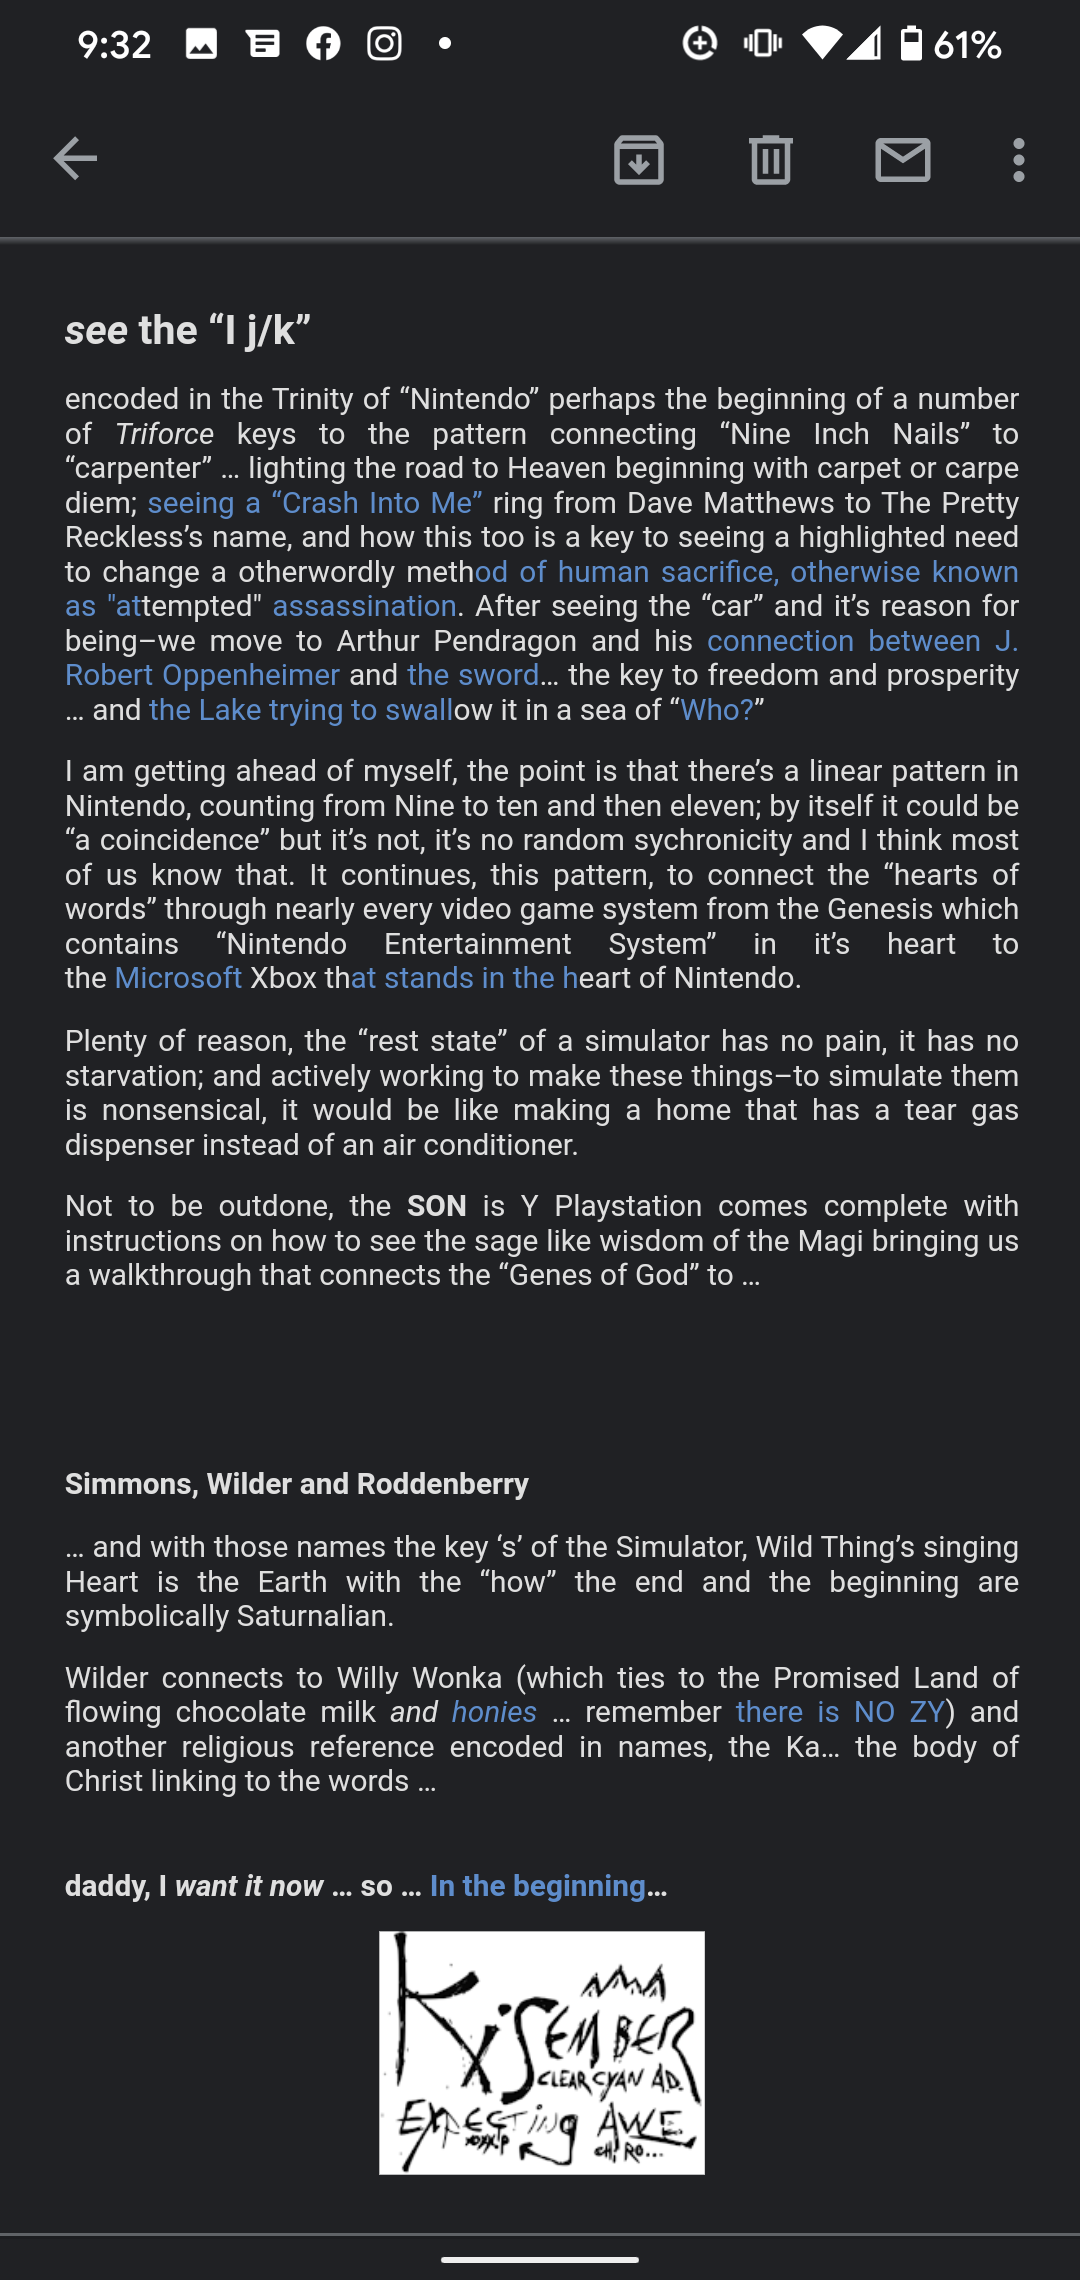 9:32
61%
see the “I j/k”
encoded in the Trinity of “Nintendo” perhaps the beginning of a number
of Triforce keys to the pattern connecting “Nine Inch Nails” to
“carpenter” … lighting the road to Heaven beginning with carpet or carpe
diem; seeing a “Crash Into Me” ring from Dave Matthews to The Pretty
Reckless’s name, and how this too is a key to seeing a highlighted need
to change a otherwordly method of human sacrifice, otherwise known
as "attempted" assassination. After seeing the “car” and it’s reason for
being–we move to Arthur Pendragon and his connection between J.
Robert Oppenheimer and the sword… the key to freedom and prosperity
… and the Lake trying to swallow it in a sea of “Who?”
I am getting ahead of myself, the point is that there’s a linear pattern in
Nintendo, counting from Nine to ten and then eleven; by itself it could be
“a coincidence” but it’s not, it’s no random sychronicity and I think most
of us know that. It continues, this pattern, to connect the “hearts of
words” through nearly every video game system from the Genesis which
contains “Nintendo Entertainment System” in it’s heart to
the Microsoft Xbox that stands in the heart of Nintendo.
Plenty of reason, the “rest state” of a simulator has no pain, it has no
starvation; and actively working to make these things–to simulate them
is nonsensical, it would be like making a home that has a tear gas
dispenser instead of an air conditioner.
Not to be outdone, the SON is Y Playstation comes complete with
instructions on how to see the sage like wisdom of the Magi bringing us
a walkthrough that connects the “Genes of God” to …
Simmons, Wilder and Roddenberry
… and with those names the key ‘s’ of the Simulator, Wild Thing’s singing
Heart is the Earth with the “how” the end and the beginning are
symbolically Saturnalian.
Wilder connects to Willy Wonka (which ties to the Promised Land of
flowing chocolate milk and honies … remember there is NO ZY) and
another religious reference encoded in names, the Ka… the body of
Christ linking to the words …
daddy, I want it now … so … In the beginning…
KiSEMBER
CLEAR CYAN AD.
EXPECTING AWE
CHI RO...